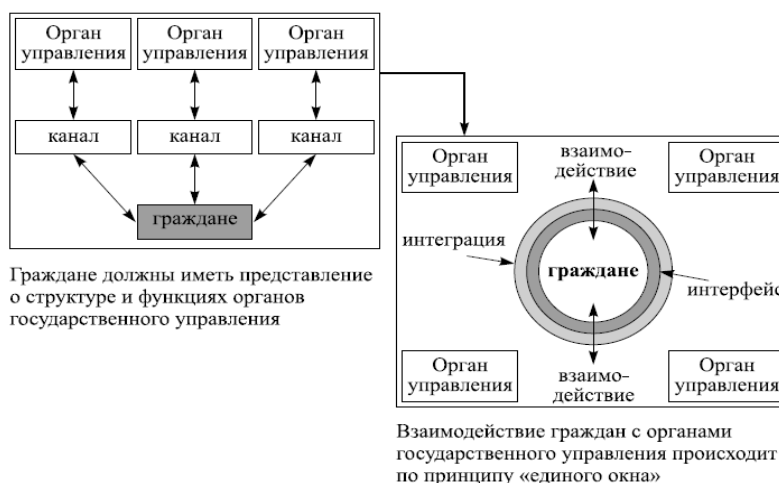 Орган Орган Орган
управления управления управления
канал канал канал
граждане
Граждане должны иметь представление
о структуре и функциях органов
государственного управления
Орган взаимо- Орган
управления действие управления
интеграция
граждане
интерфейс
Орган взаимо- Орган
управления действие управления
Взаимодействие граждан с органами
государственного управления происходит
по принципу «единого окна»